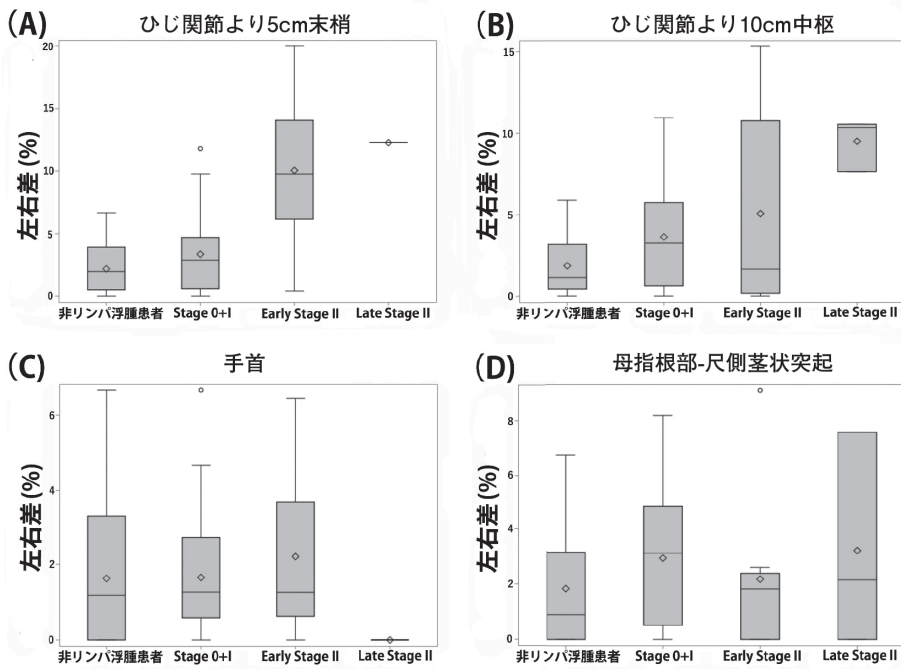 (A)
ひじ関節より5cm末梢
左右差(%)
20
15
10
5
0
非リンパ浮腫患者
Stage 0+I
Early Stage II
Late Stage II
(B)
ひじ関節より10cm中枢
左右差(%)
15
10
5
0
非リンパ浮腫患者
Stage 0+I
Early Stage II
Late Stage II
(C)
手首
左右差(%)
6
4
2
0
非リンパ浮腫患者
Stage 0+I
Early Stage II
Late Stage II
(D)
母指根部-尺側茎状突起
左右差(%)
8
6
4
2
0
非リンパ浮腫患者
Stage 0+I
Early Stage II
Late Stage II